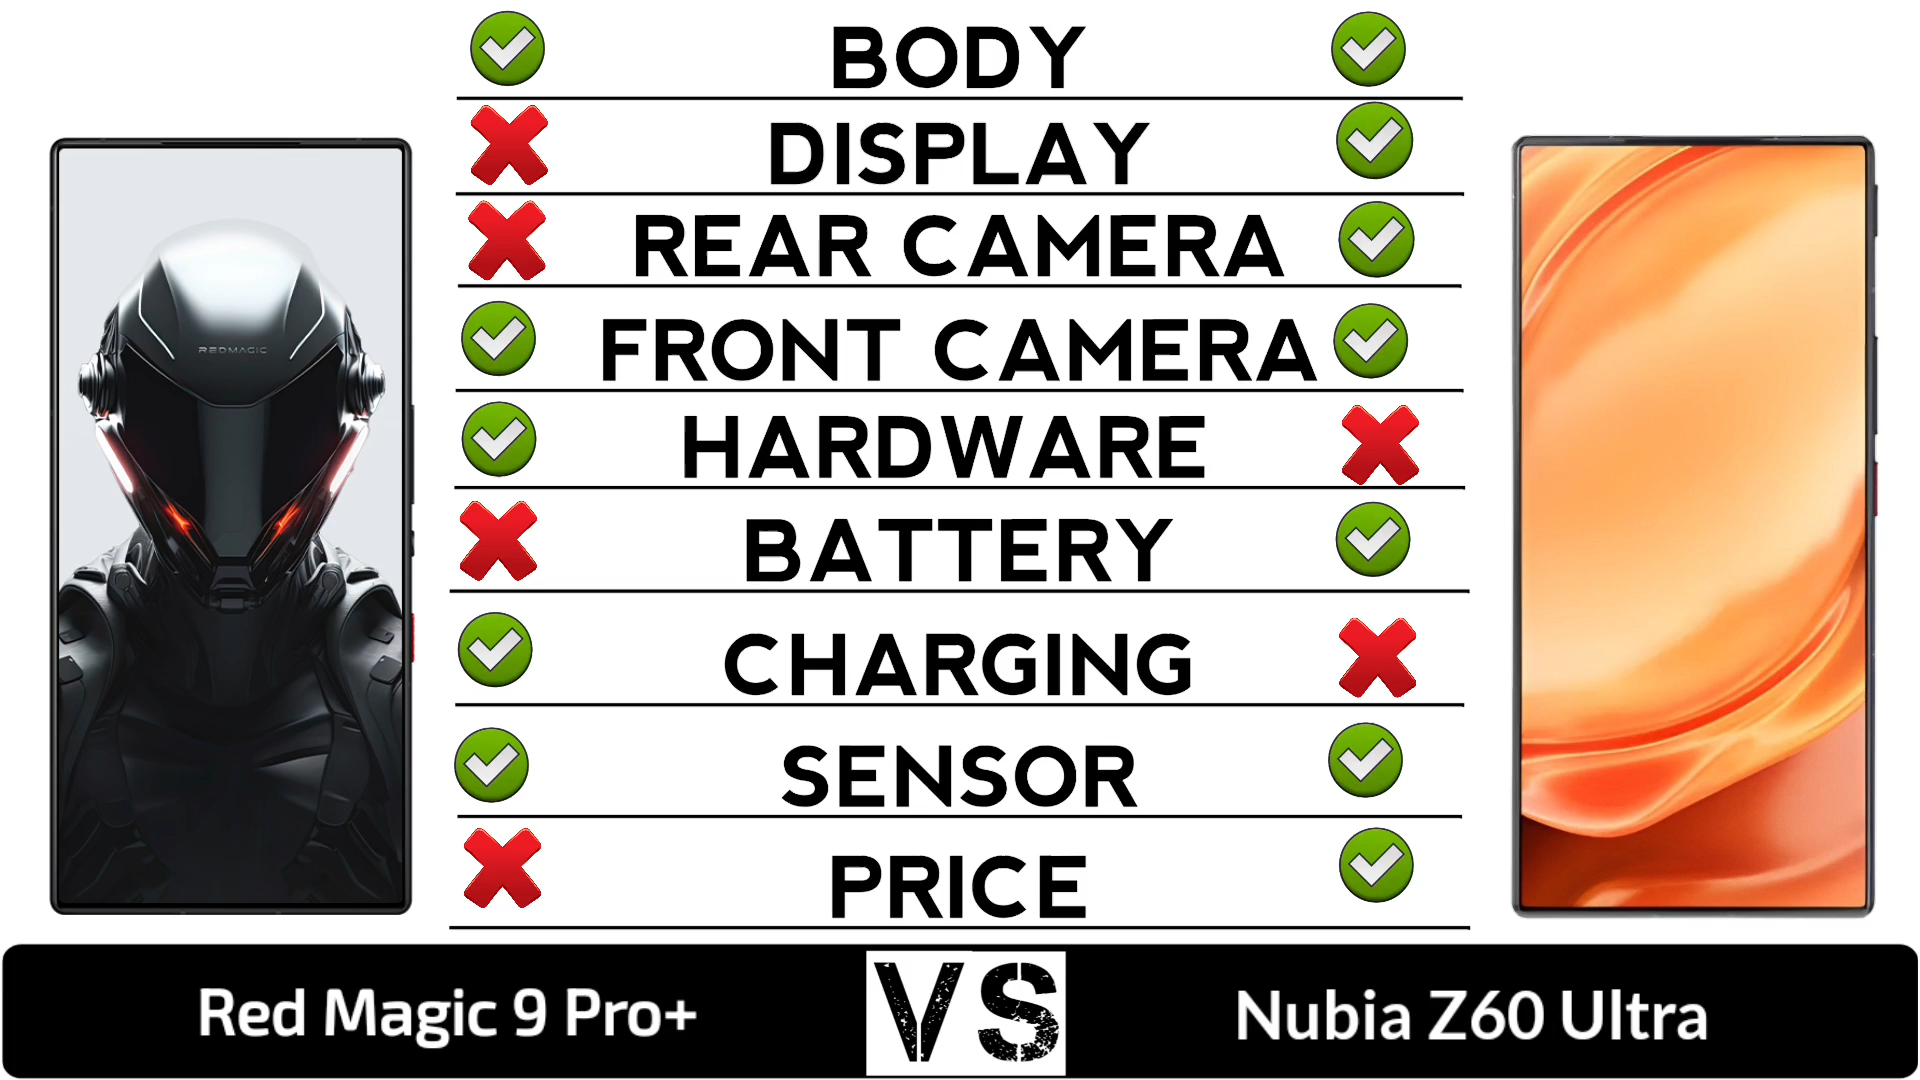 BODY
DISPLAY
REAR CAMERA
FRONT CAMERA
HARDWARE
BATTERY
CHARGING
SENSOR
PRICE
REDMAGIC
Red Magic 9 Pro+
VS
Nubia Z60 Ultra